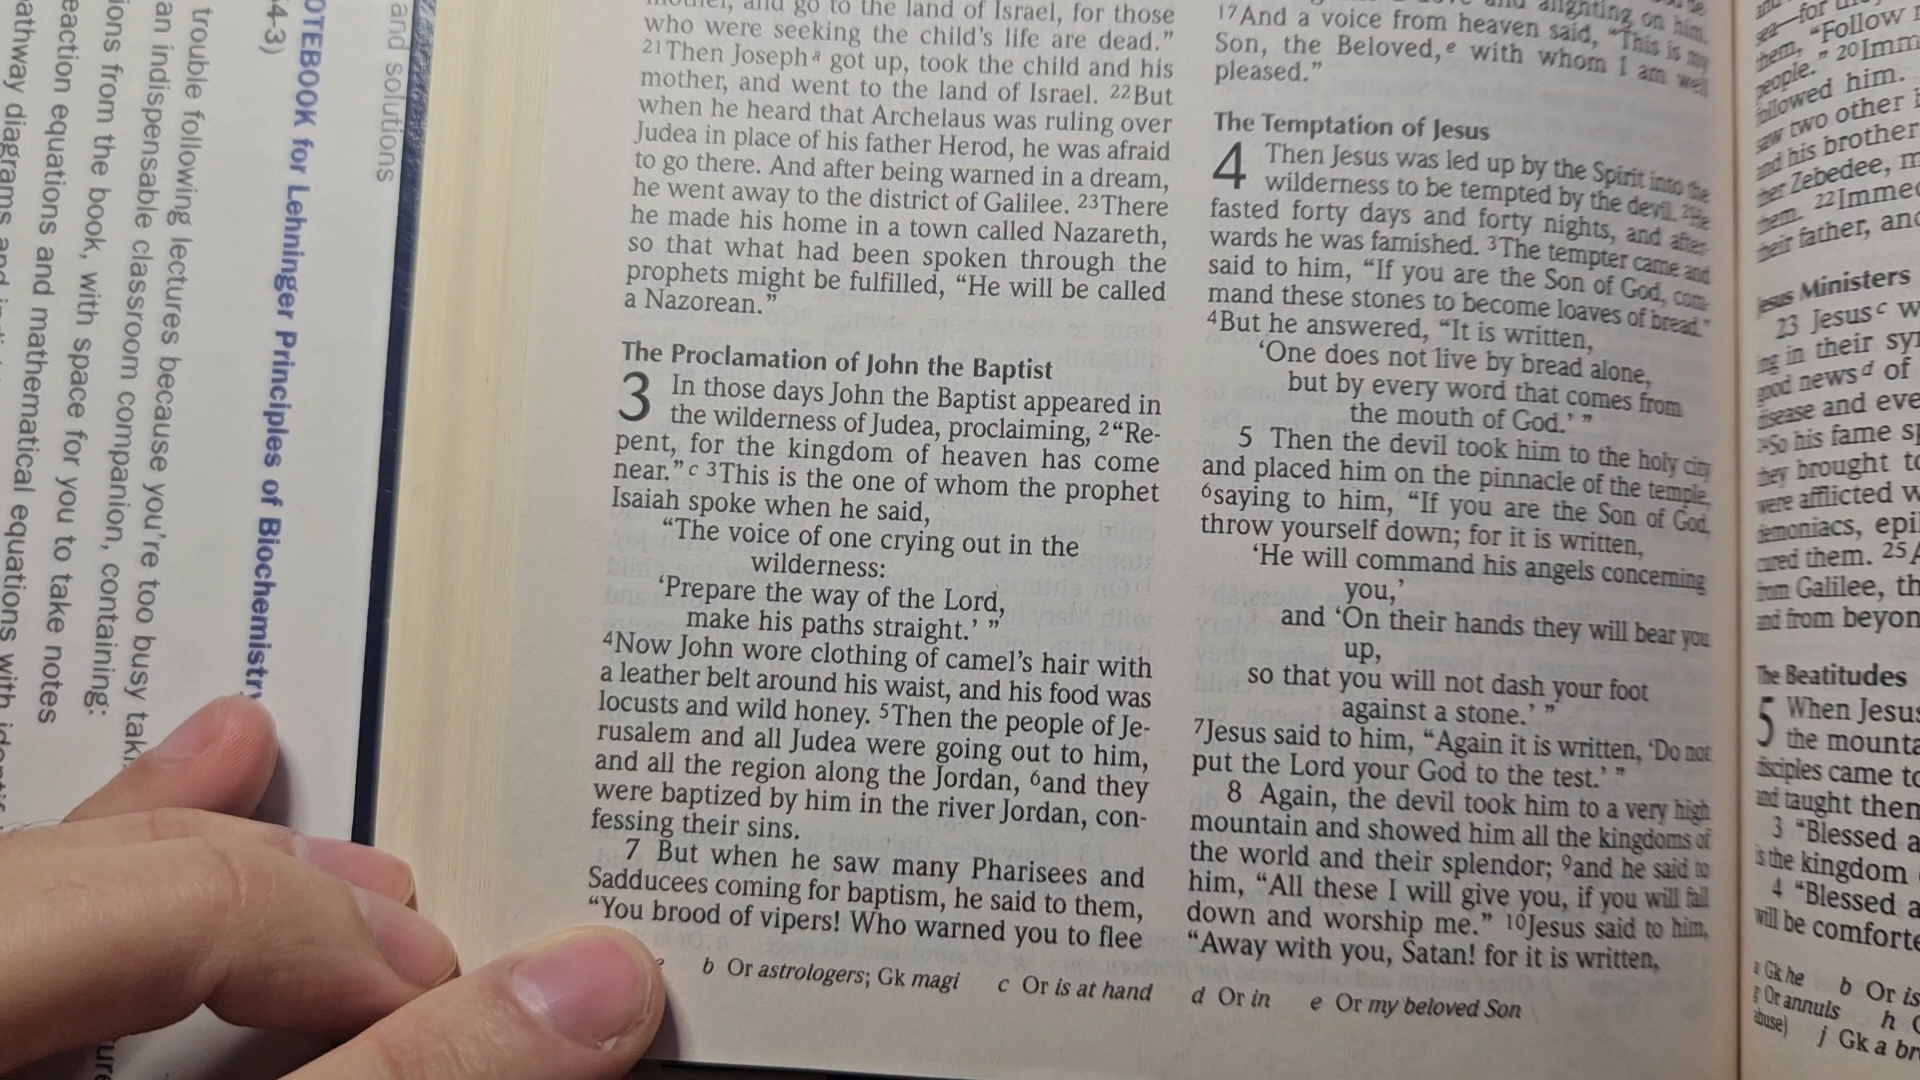 and solutions
OTEBOOK for Lehninger Principles of Biochemistry
4-3)
trouble following lectures because you're too busy tak
an indispensable classroom companion, containing:
ions from the book, with space for you to take notes
eaction equations and mathematical equations with
athway diagrams and
mother, and go to the land of Israel, for those
who were seeking the child's life are dead.”
21Then Joseph a got up, took the child and his
mother, and went to the land of Israel. 22But
when he heard that Archelaus was ruling over
Judea in place of his father Herod, he was afraid
to go there. And after being warned in a dream,
he went away to the district of Galilee. 23There
he made his home in a town called Nazareth,
so that what had been spoken through the
prophets might be fulfilled, “He will be called
a Nazorean.”
The Proclamation of John the Baptist
3 In those days John the Baptist appeared in
the wilderness of Judea, proclaiming, 2“Re-
pent, for the kingdom of heaven has come
near.” c 3This is the one of whom the prophet
Isaiah spoke when he said,
“The voice of one crying out in the
wilderness:
‘Prepare the way of the Lord,
make his paths straight.’ ”
4Now John wore clothing of camel's hair with
a leather belt around his waist, and his food was
locusts and wild honey. 5Then the people of Je-
rusalem and all Judea were going out to him,
and all the region along the Jordan, 6and they
were baptized by him in the river Jordan, con-
fessing their sins.
7 But when he saw many Pharisees and
Sadducees coming for baptism, he said to them,
“You brood of vipers! Who warned you to flee
and alighting on him.
17And a voice from heaven said, “This is my
Son, the Beloved, e with whom I am well
pleased.”
The Temptation of Jesus
4 Then Jesus was led up by the Spirit into the
wilderness to be tempted by the devil. 2He
fasted forty days and forty nights, and after-
wards he was famished. 3The tempter came and
said to him, “If you are the Son of God, com-
mand these stones to become loaves of bread.”
4But he answered, “It is written,
‘One does not live by bread alone,
but by every word that comes from
the mouth of God.’ ”
5 Then the devil took him to the holy city
and placed him on the pinnacle of the temple,
6saying to him, “If you are the Son of God,
throw yourself down; for it is written,
‘He will command his angels concerning
you,’
and ‘On their hands they will bear you
up,
so that you will not dash your foot
against a stone.’ ”
7Jesus said to him, “Again it is written, ‘Do not
put the Lord your God to the test.’ ”
8 Again, the devil took him to a very high
mountain and showed him all the kingdoms of
the world and their splendor; 9and he said to
him, “All these I will give you, if you will fall
down and worship me.” 10Jesus said to him,
“Away with you, Satan! for it is written,
b Or astrologers; Gk magi c Or is at hand d Or in e Or my beloved Son
sea—for
them, “Follow
people.” 20Imm
followed him.
saw two other
and his brother
her Zebedee,
them. 22Immed
their father, and
Jesus Ministers
23 Jesus c w
ing in their syn
good news d of
disease and eve
24So his fame sp
they brought to
were afflicted w
demoniacs, epil
cured them. 25A
from Galilee, th
and from beyon
The Beatitudes
5 When Jesus
the mounta
disciples came to
and taught them
3 “Blessed a
is the kingdom
4 “Blessed a
will be comforte
a Gk he b Or is
g Or annuls h
abuse) j Gk a br